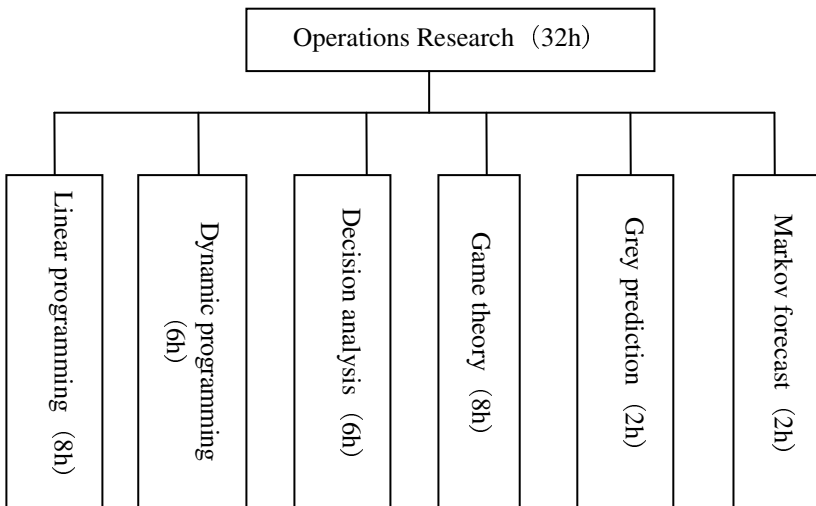 Operations Research（32h）
Linear programming（8h）
Dynamic programming
（6h）
Decision analysis（6h）
Game theory（8h）
Grey prediction（2h）
Markov forecast（2h）